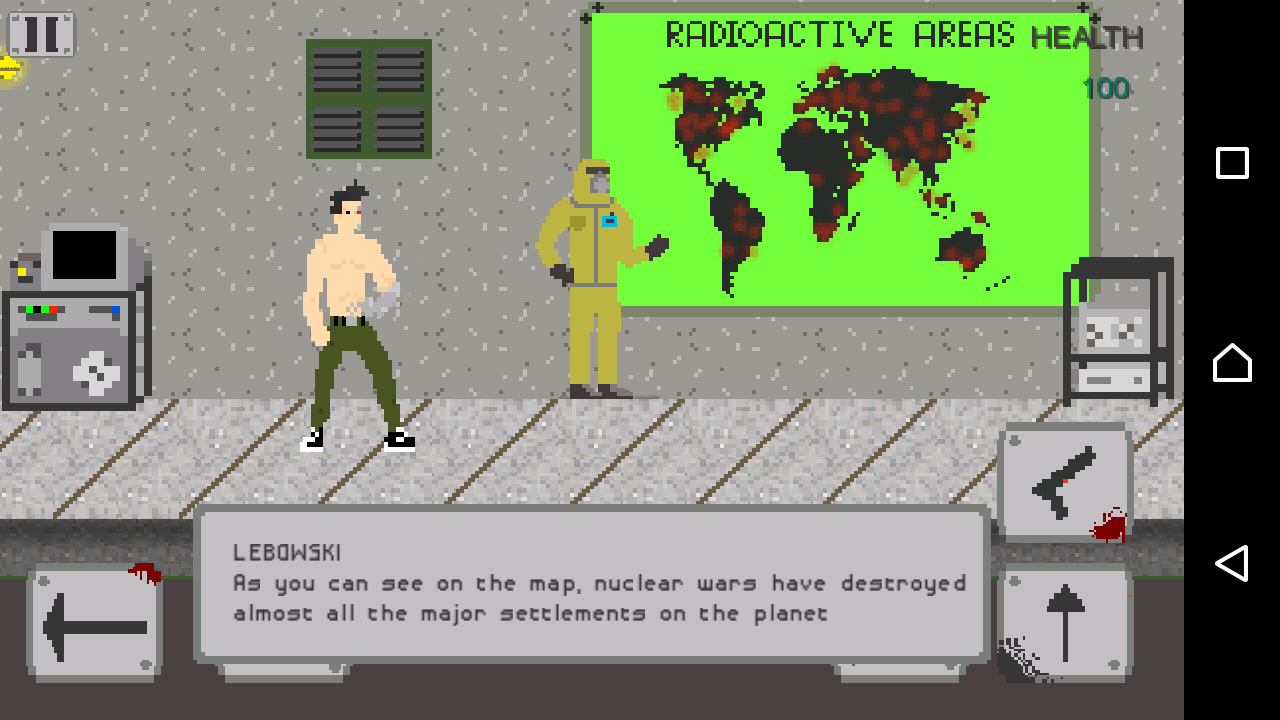 RADIOACTIVE AREAS
HEALTH
100
LEBOWSKI
As you can see on the map, nuclear wars have destroyed
almost all the major settlements on the planet